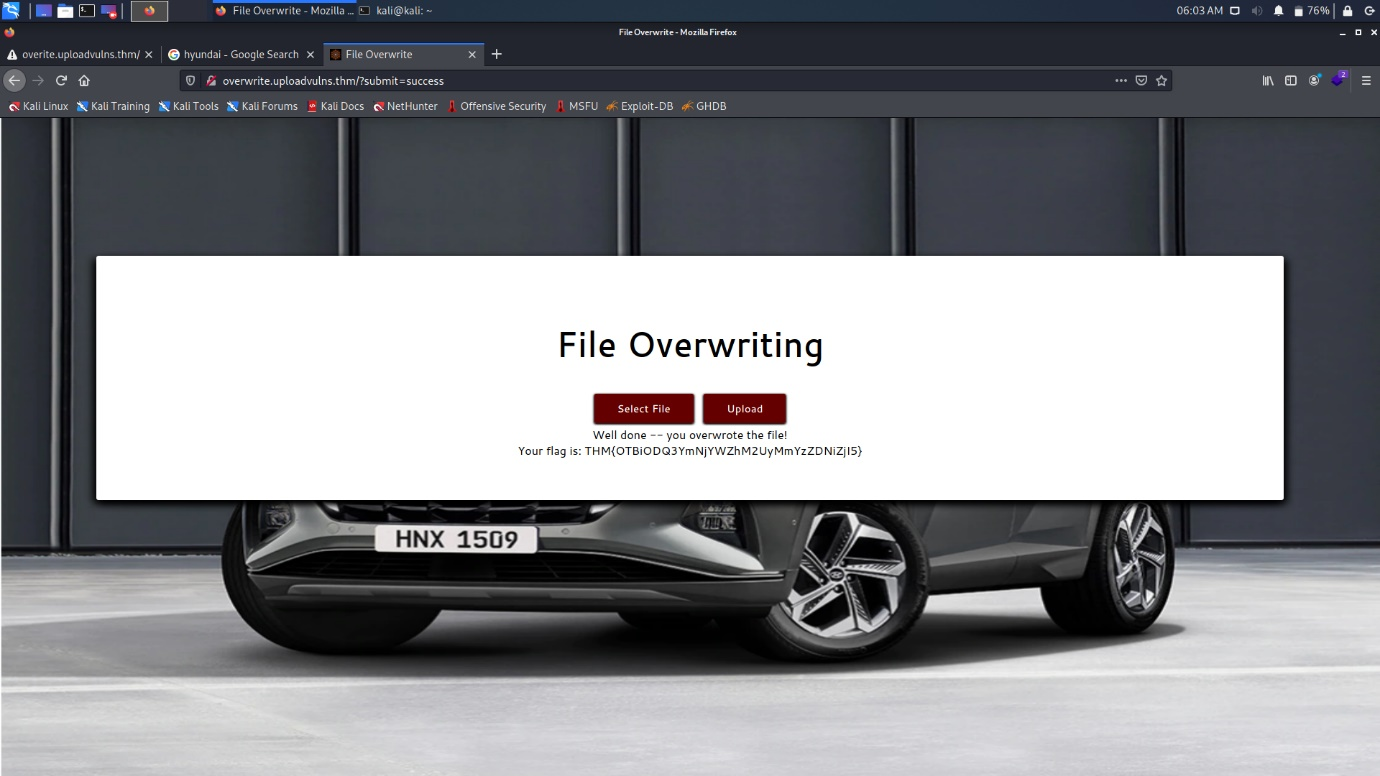 File Overwrite - Mozilla ...
kali@kali: ~
06:03 AM
76%
File Overwrite - Mozilla Firefox
overite.uploadvulns.thm/
hyundai - Google Search
File Overwrite
overwrite.uploadvulns.thm/?submit=success
2
Kali Linux
Kali Training
Kali Tools
Kali Forums
Kali Docs
NetHunter
Offensive Security
MSFU
Exploit-DB
GHDB
File Overwriting
Select File
Upload
Well done -- you overwrote the file!
Your flag is: THM{OTBiODQ3YmNjYWZhM2UyMmYzZDNiZjI5}
HNX 1509